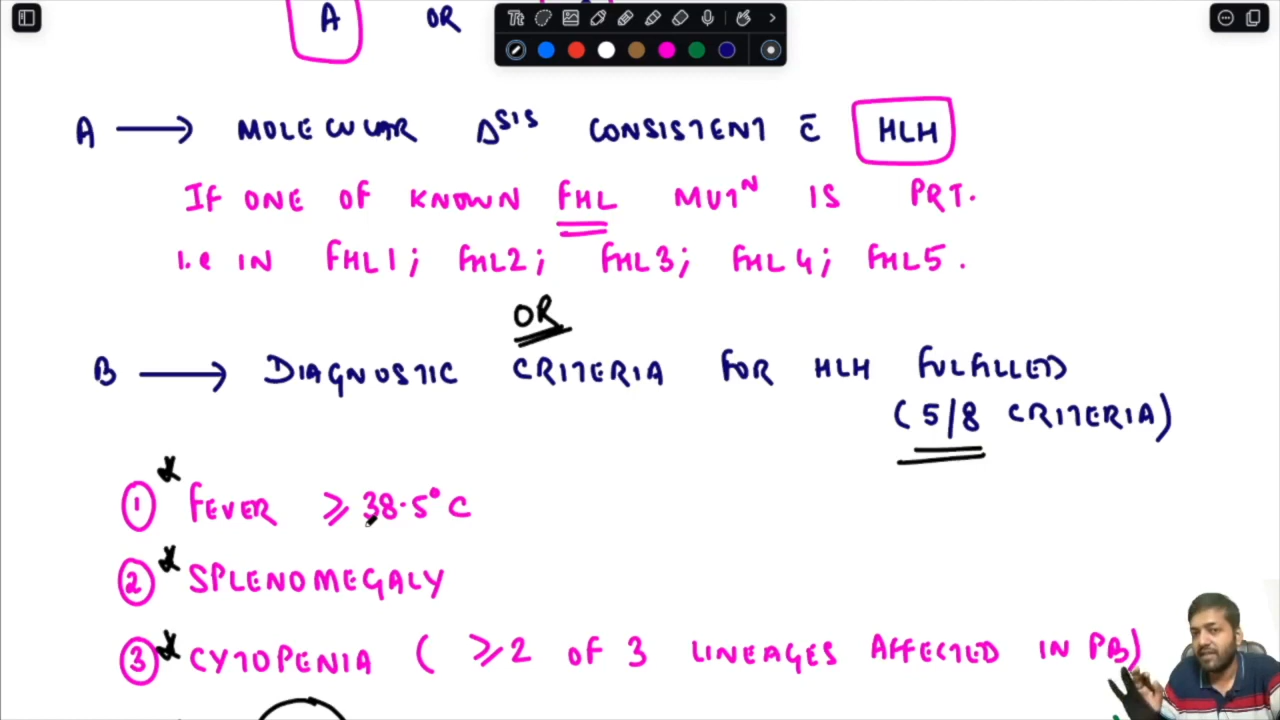 A OR
A → MOLECULAR ΔSIS CONSISTENT c̄ HLH
IF ONE OF KNOWN FHL MUTᴺ IS PRT.
i.e IN FHL1; FHL2; FHL3; FHL4; FHL5.
OR
B → DIAGNOSTIC CRITERIA FOR HLH FULFILLED
(5/8 CRITERIA)
① * FEVER ≥ 38.5°C
② * SPLENOMEGALY
③ * CYTOPENIA ( ≥2 OF 3 LINEAGES AFFECTED IN PB)